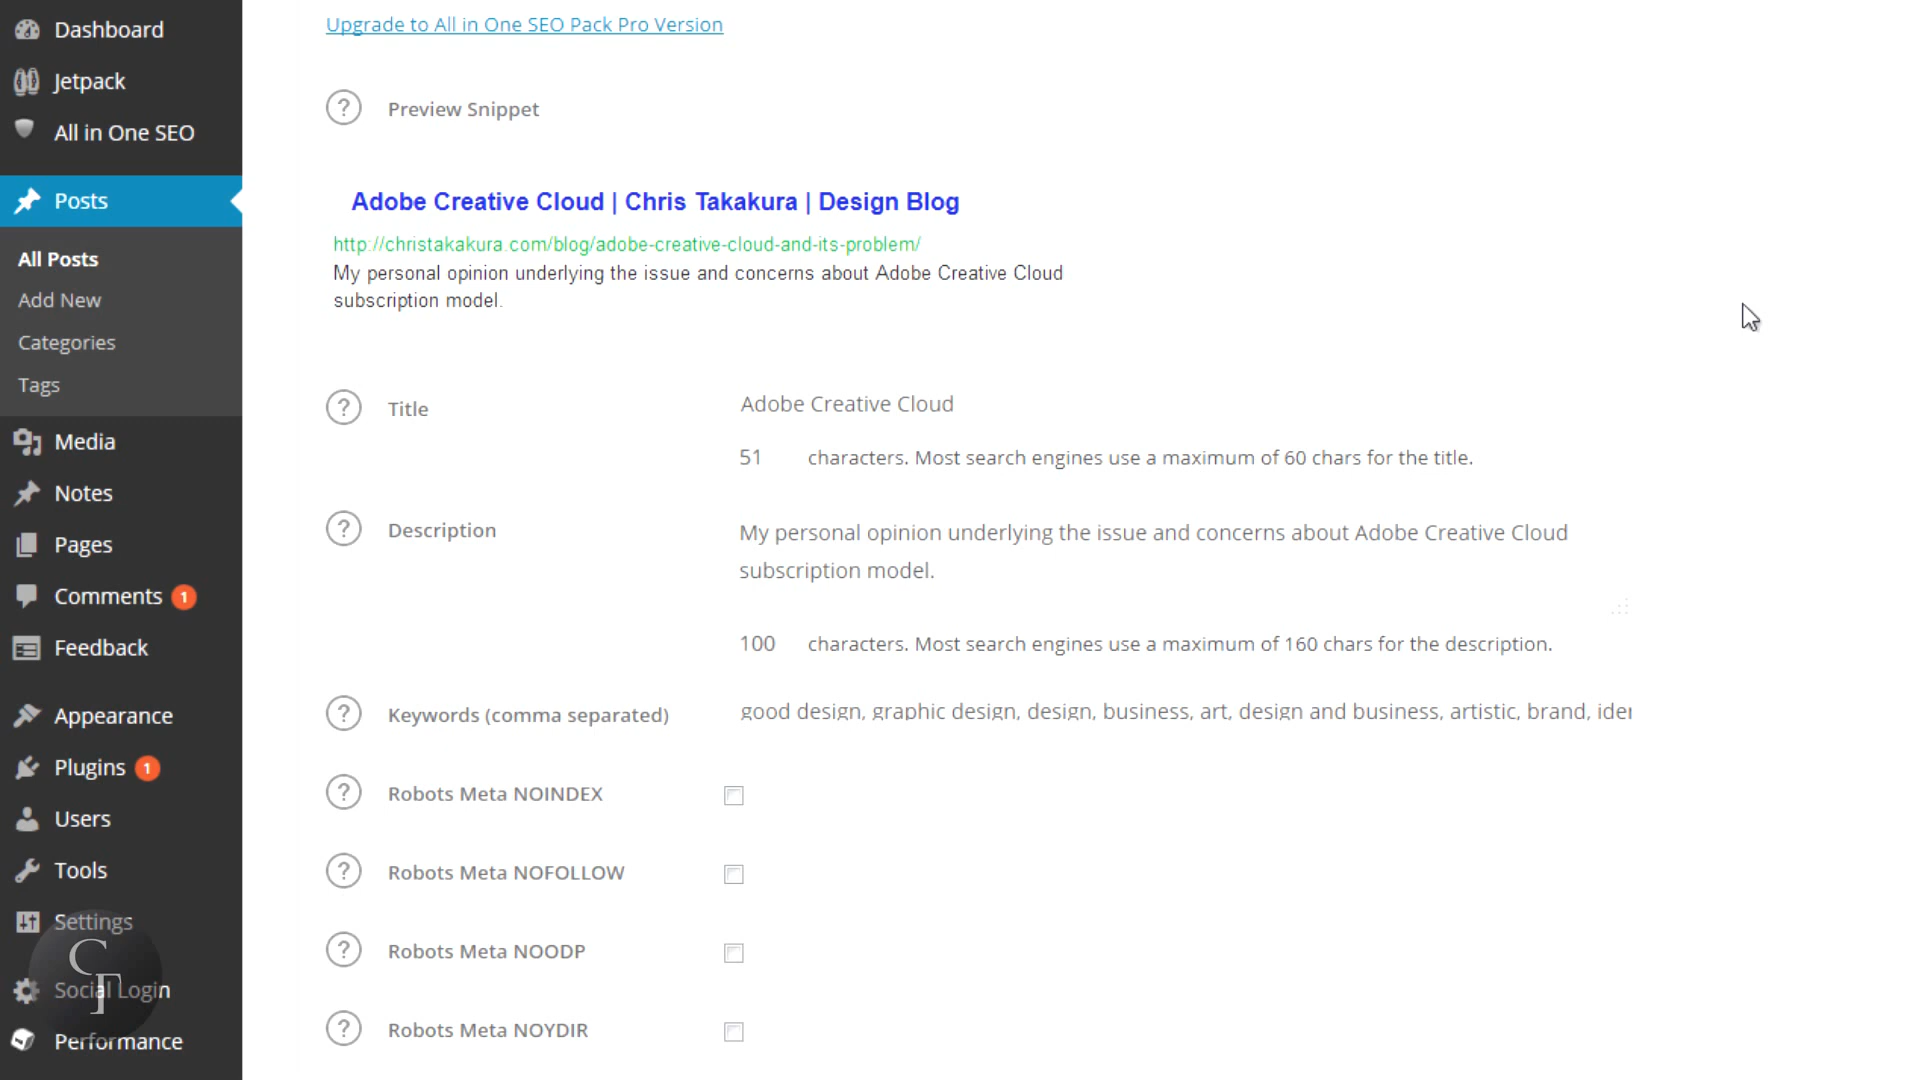 Dashboard
Jetpack
All in One SEO
Posts
All Posts
Add New
Categories
Tags
Media
Notes
Pages
Comments 1
Feedback
Appearance
Plugins 1
Users
Tools
Settings
Social Login
Performance
CT
Upgrade to All in One SEO Pack Pro Version
? Preview Snippet
Adobe Creative Cloud | Chris Takakura | Design Blog
http://christakakura.com/blog/adobe-creative-cloud-and-its-problem/
My personal opinion underlying the issue and concerns about Adobe Creative Cloud
subscription model.
? Title Adobe Creative Cloud
51 characters. Most search engines use a maximum of 60 chars for the title.
? Description My personal opinion underlying the issue and concerns about Adobe Creative Cloud
subscription model.
100 characters. Most search engines use a maximum of 160 chars for the description.
? Keywords (comma separated) good design, graphic design, design, business, art, design and business, artistic, brand, ider
? Robots Meta NOINDEX
? Robots Meta NOFOLLOW
? Robots Meta NOODP
? Robots Meta NOYDIR